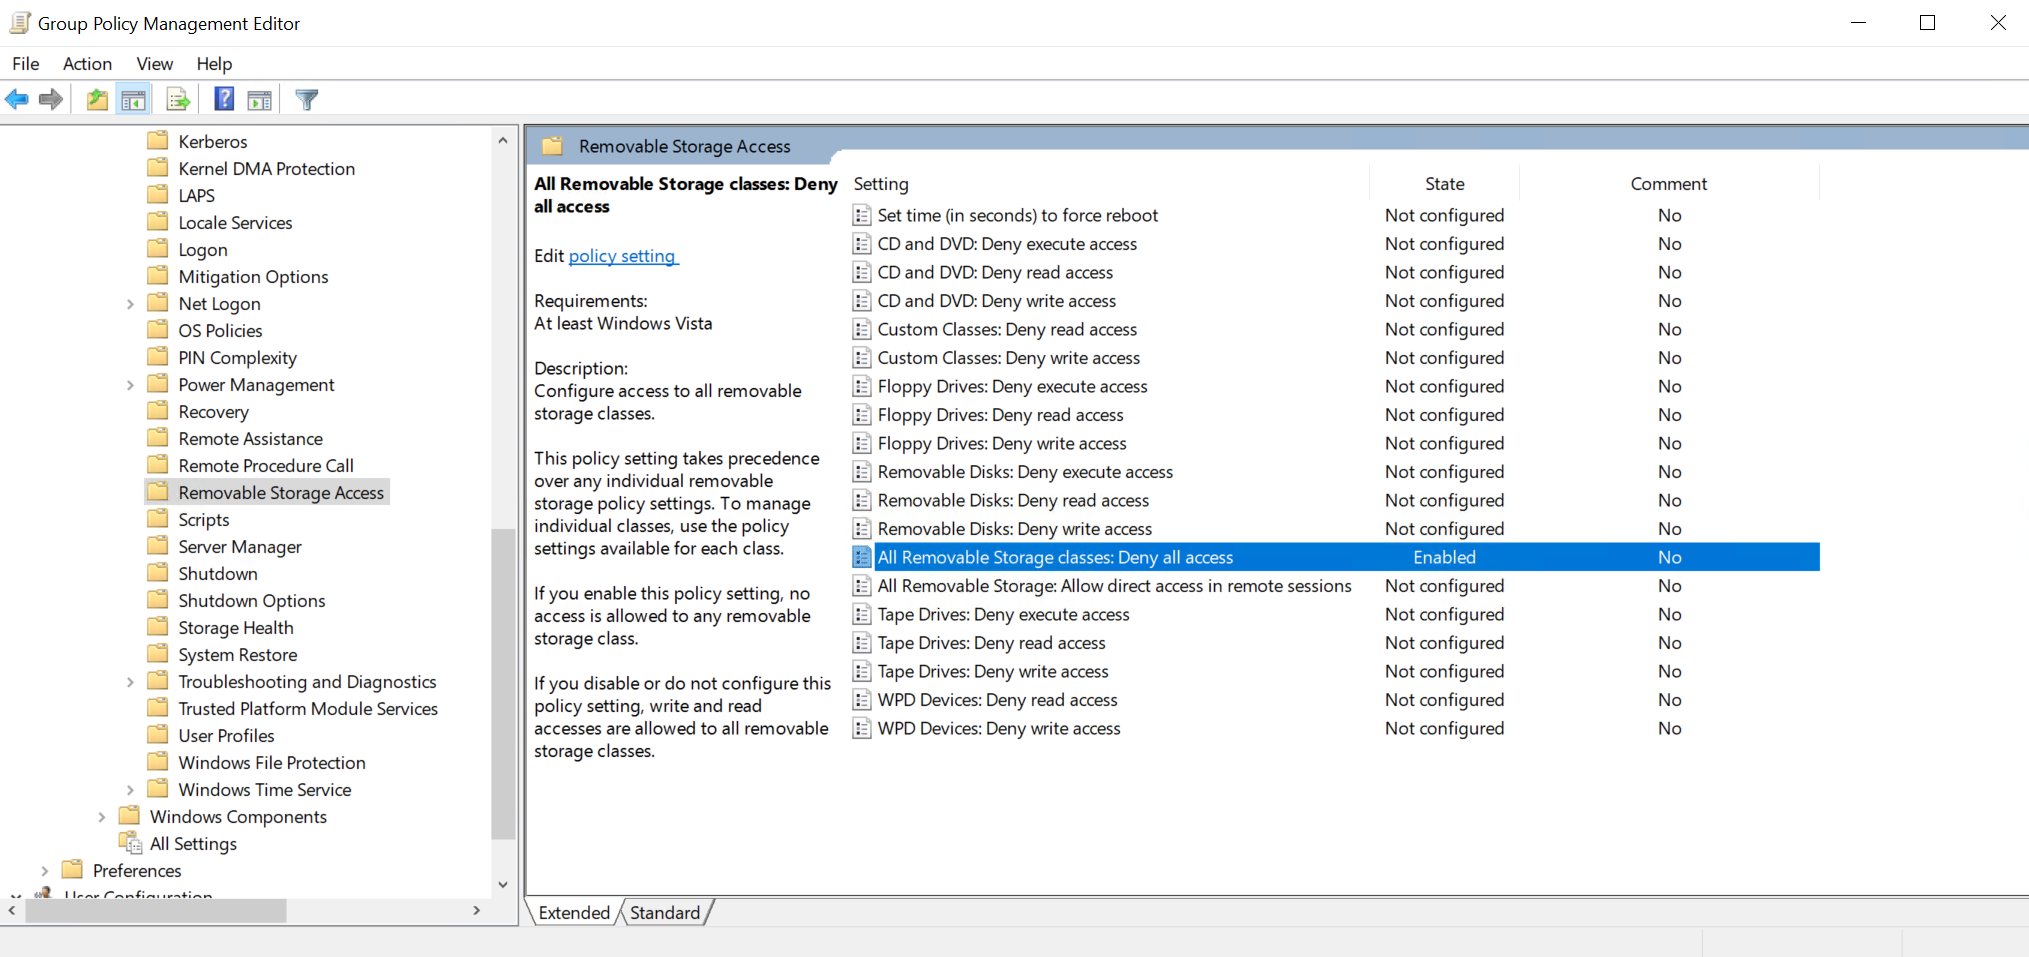 Group Policy Management Editor
File Action View Help
Kerberos
Kernel DMA Protection
LAPS
Locale Services
Logon
Mitigation Options
Net Logon
OS Policies
PIN Complexity
Power Management
Recovery
Remote Assistance
Remote Procedure Call
Removable Storage Access
Scripts
Server Manager
Shutdown
Shutdown Options
Storage Health
System Restore
Troubleshooting and Diagnostics
Trusted Platform Module Services
User Profiles
Windows File Protection
Windows Time Service
Windows Components
All Settings
Preferences
User Configuration
Removable Storage Access
All Removable Storage classes: Deny
all access
Edit policy setting
Requirements:
At least Windows Vista
Description:
Configure access to all removable
storage classes.
This policy setting takes precedence
over any individual removable
storage policy settings. To manage
individual classes, use the policy
settings available for each class.
If you enable this policy setting, no
access is allowed to any removable
storage class.
If you disable or do not configure this
policy setting, write and read
accesses are allowed to all removable
storage classes.
Setting State Comment
Set time (in seconds) to force reboot Not configured No
CD and DVD: Deny execute access Not configured No
CD and DVD: Deny read access Not configured No
CD and DVD: Deny write access Not configured No
Custom Classes: Deny read access Not configured No
Custom Classes: Deny write access Not configured No
Floppy Drives: Deny execute access Not configured No
Floppy Drives: Deny read access Not configured No
Floppy Drives: Deny write access Not configured No
Removable Disks: Deny execute access Not configured No
Removable Disks: Deny read access Not configured No
Removable Disks: Deny write access Not configured No
All Removable Storage classes: Deny all access Enabled No
All Removable Storage: Allow direct access in remote sessions Not configured No
Tape Drives: Deny execute access Not configured No
Tape Drives: Deny read access Not configured No
Tape Drives: Deny write access Not configured No
WPD Devices: Deny read access Not configured No
WPD Devices: Deny write access Not configured No
Extended Standard